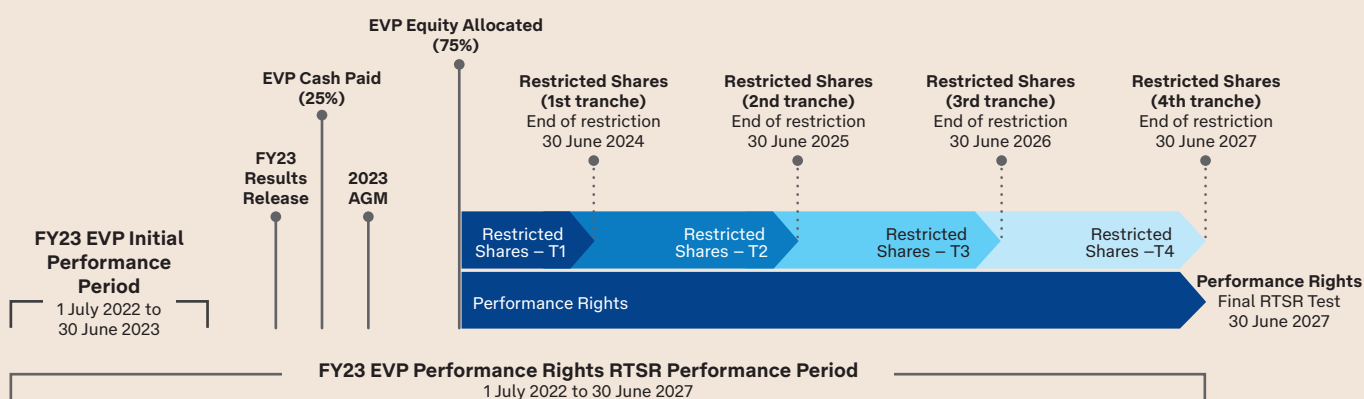 EVP Equity Allocated
(75%)
EVP Cash Paid
(25%)
FY23
Results
Release
2023
AGM
Restricted Shares
(1st tranche)
End of restriction
30 June 2024
Restricted Shares
(2nd tranche)
End of restriction
30 June 2025
Restricted Shares
(3rd tranche)
End of restriction
30 June 2026
Restricted Shares
(4th tranche)
End of restriction
30 June 2027
FY23 EVP Initial
Performance
Period
1 July 2022 to
30 June 2023
Restricted
Shares – T1
Restricted
Shares – T2
Restricted
Shares – T3
Restricted
Shares –T4
Performance Rights
Performance Rights
Final RTSR Test
30 June 2027
FY23 EVP Performance Rights RTSR Performance Period
1 July 2022 to 30 June 2027